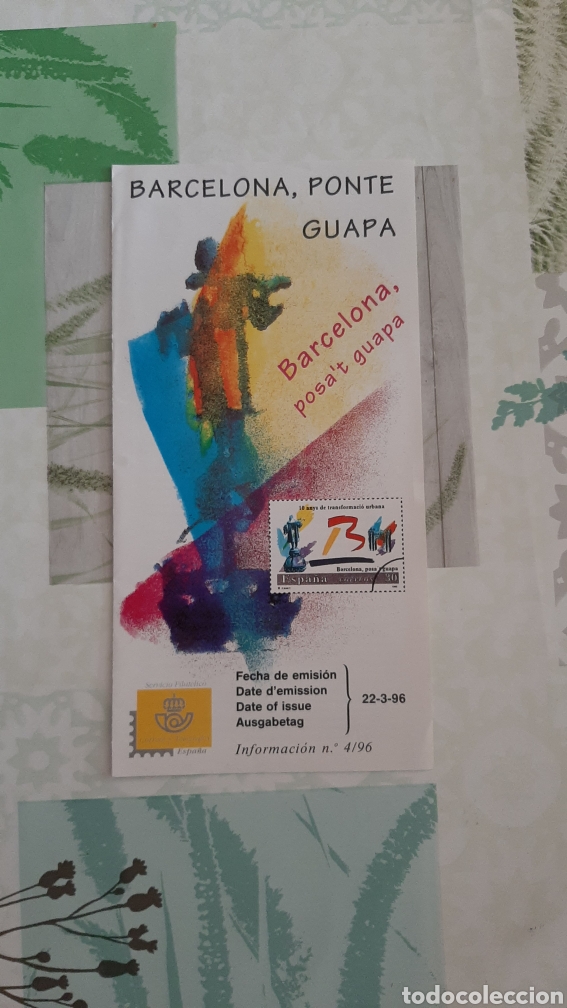 BARCELONA, PONTE
GUAPA
Barcelona,
posa't guapa
10 anys de transformació urbana
B
Barcelona, posa't guapa
España
30
Servicio Filatélico
España
Fecha de emisión
Date d'emission
Date of issue
Ausgabetag
22-3-96
Información n.º 4/96
todocoleccion